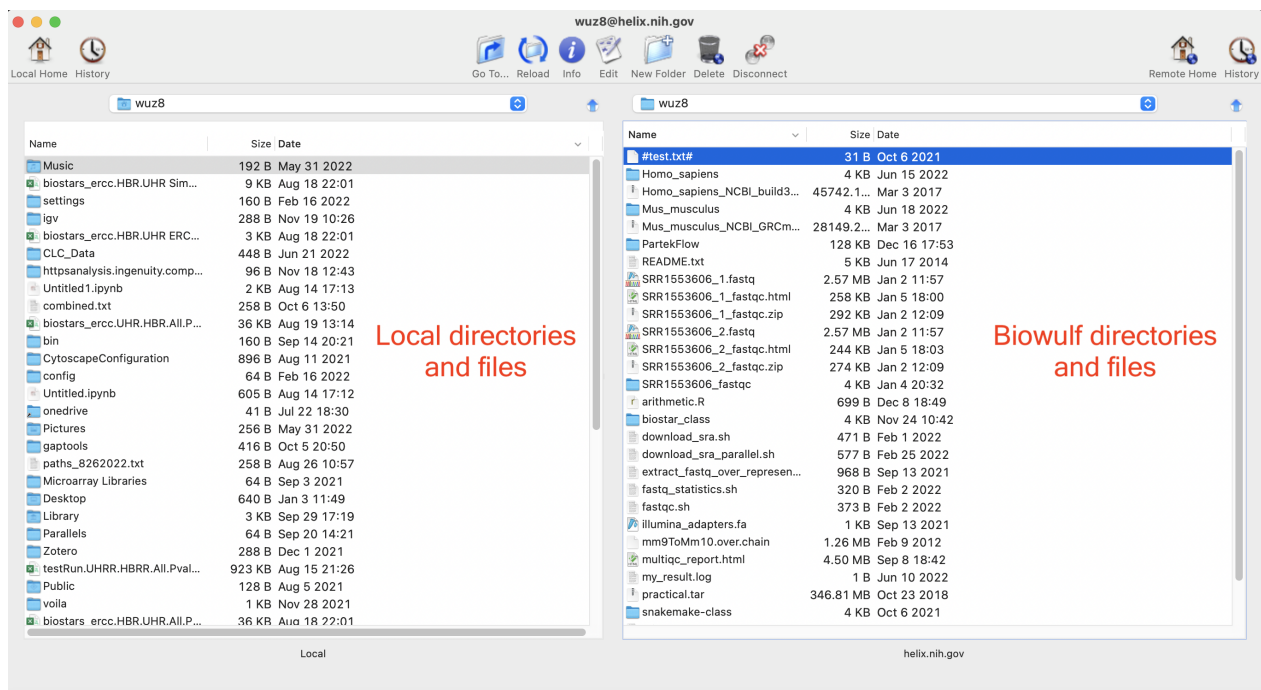 wuz8@helix.nih.gov
Local Home History Go To... Reload Info Edit New Folder Delete Disconnect Remote Home History
wuz8
Name Size Date
Music 192 B May 31 2022
biostars_ercc.HBR.UHR Sim... 9 KB Aug 18 22:01
settings 160 B Feb 16 2022
igv 288 B Nov 19 10:26
biostars_ercc.HBR.UHR ERC... 3 KB Aug 18 22:01
CLC_Data 448 B Jun 21 2022
httpsanalysis.ingenuity.comp... 96 B Nov 18 12:43
Untitled1.ipynb 2 KB Aug 14 17:13
combined.txt 258 B Oct 6 13:50
biostars_ercc.UHR.HBR.All.P... 36 KB Aug 19 13:14
bin 160 B Sep 14 20:21
CytoscapeConfiguration 896 B Aug 11 2021
config 64 B Feb 16 2022
Untitled.ipynb 605 B Aug 14 17:12
onedrive 41 B Jul 22 18:30
Pictures 256 B May 31 2022
gaptools 416 B Oct 5 20:50
paths_8262022.txt 258 B Aug 26 10:57
Microarray Libraries 64 B Sep 3 2021
Desktop 640 B Jan 3 11:49
Library 3 KB Sep 29 17:19
Parallels 64 B Sep 20 14:21
Zotero 288 B Dec 1 2021
testRun.UHRR.HBRR.All.Pval... 923 KB Aug 15 21:26
Public 128 B Aug 5 2021
voila 1 KB Nov 28 2021
biostars_ercc.HBR.UHR.All.P... 36 KB Aug 18 22:01
Local directories
and files
Local
wuz8
Name Size Date
#test.txt# 31 B Oct 6 2021
Homo_sapiens 4 KB Jun 15 2022
Homo_sapiens_NCBI_build3... 45742.1... Mar 3 2017
Mus_musculus 4 KB Jun 18 2022
Mus_musculus_NCBI_GRCm... 28149.2... Mar 3 2017
PartekFlow 128 KB Dec 16 17:53
README.txt 5 KB Jun 17 2014
SRR1553606_1.fastq 2.57 MB Jan 2 11:57
SRR1553606_1_fastqc.html 258 KB Jan 5 18:00
SRR1553606_1_fastqc.zip 292 KB Jan 2 12:09
SRR1553606_2.fastq 2.57 MB Jan 2 11:57
SRR1553606_2_fastqc.html 244 KB Jan 5 18:03
SRR1553606_2_fastqc.zip 274 KB Jan 2 12:09
SRR1553606_fastqc 4 KB Jan 4 20:32
arithmetic.R 699 B Dec 8 18:49
biostar_class 4 KB Nov 24 10:42
download_sra.sh 471 B Feb 1 2022
download_sra_parallel.sh 577 B Feb 25 2022
extract_fastq_over_represen... 968 B Sep 13 2021
fastq_statistics.sh 320 B Feb 2 2022
fastqc.sh 373 B Feb 2 2022
illumina_adapters.fa 1 KB Sep 13 2021
mm9ToMm10.over.chain 1.26 MB Feb 9 2012
multiqc_report.html 4.50 MB Sep 8 18:42
my_result.log 1 B Jun 10 2022
practical.tar 346.81 MB Oct 23 2018
snakemake-class 4 KB Oct 6 2021
Biowulf directories
and files
helix.nih.gov